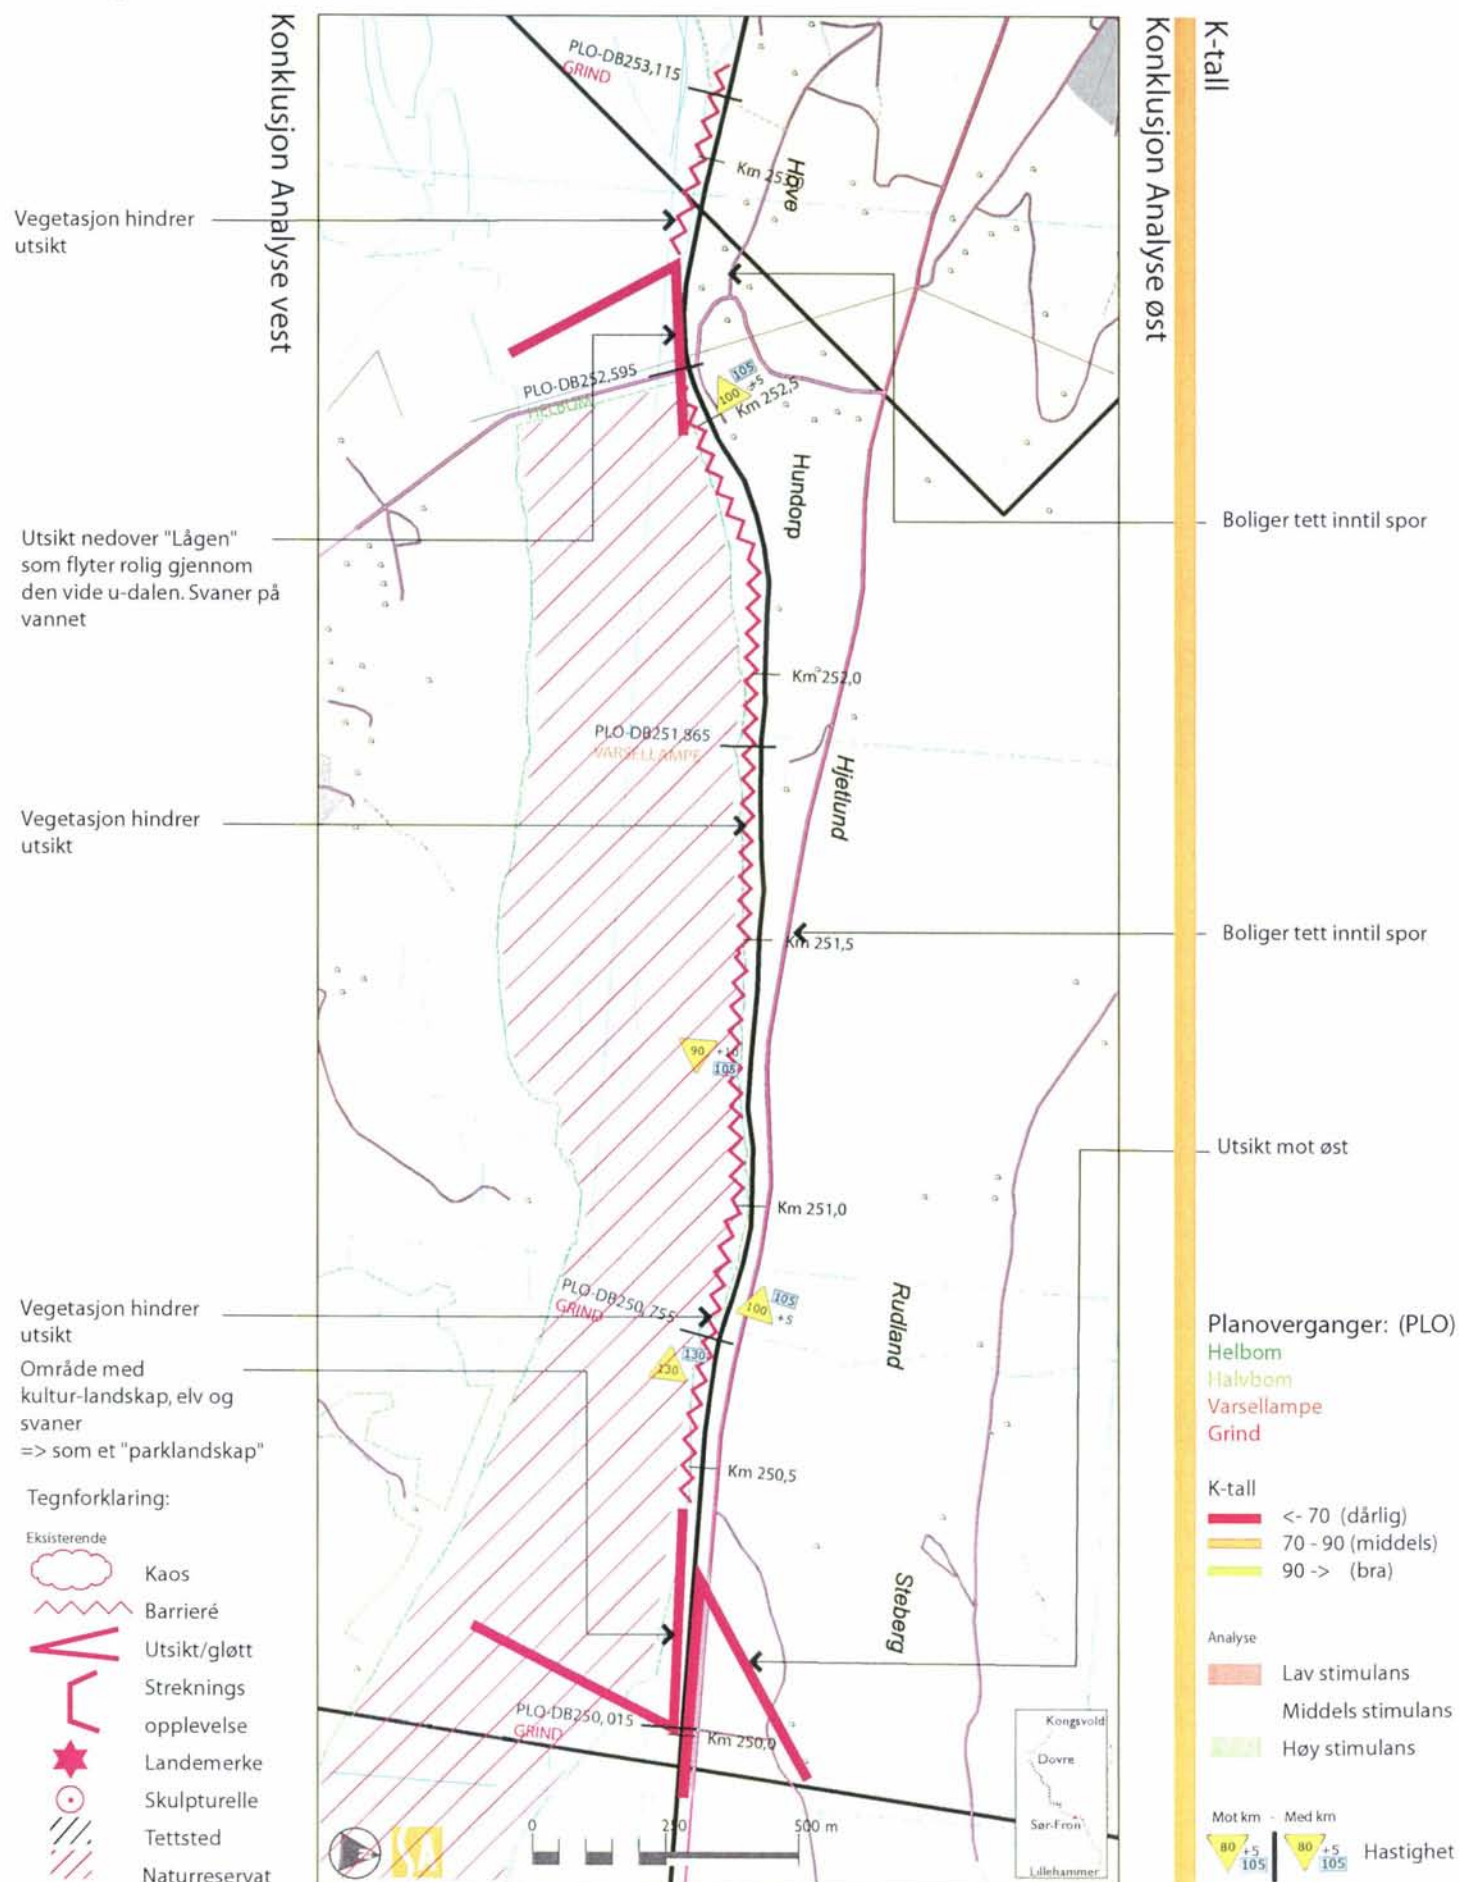 Konklusjon Analyse vest
Konklusjon Analyse øst
K-tall
PLO-DB253,115
GRIND
Km 253,0
Hove
Vegetasjon hindrer
utsikt
PLO-DB252,595
HELBOM
105
100
+5
Km 252,5
Hundorp
Boliger tett inntil spor
Utsikt nedover "Lågen"
som flyter rolig gjennom
den vide u-dalen. Svaner på
vannet
Km 252,0
PLO-DB251,865
VARSELLAMPE
Hjetlund
Vegetasjon hindrer
utsikt
Km 251,5
Boliger tett inntil spor
90
+10
105
Utsikt mot øst
Km 251,0
PLO-DB250,755
GRIND
105
100
+5
Rudland
130
130
Vegetasjon hindrer
utsikt
Område med
kultur-landskap, elv og
svaner
=> som et "parklandskap"
Km 250,5
Steberg
PLO-DB250,015
GRIND
Km 250,0
Tegnforklaring:
Eksisterende
Kaos
Barrieré
Utsikt/gløtt
Streknings
opplevelse
Landemerke
Skulpturelle
Tettsted
Naturreservat
SA
0
250
500 m
Kongsvold
Dovre
Sør-Fron
Lillehammer
Planoverganger: (PLO)
Helbom
Halvbom
Varsellampe
Grind
K-tall
<- 70 (dårlig)
70 - 90 (middels)
90 -> (bra)
Analyse
Lav stimulans
Middels stimulans
Høy stimulans
Mot km - Med km
80
+5
105
80
+5
105
Hastighet